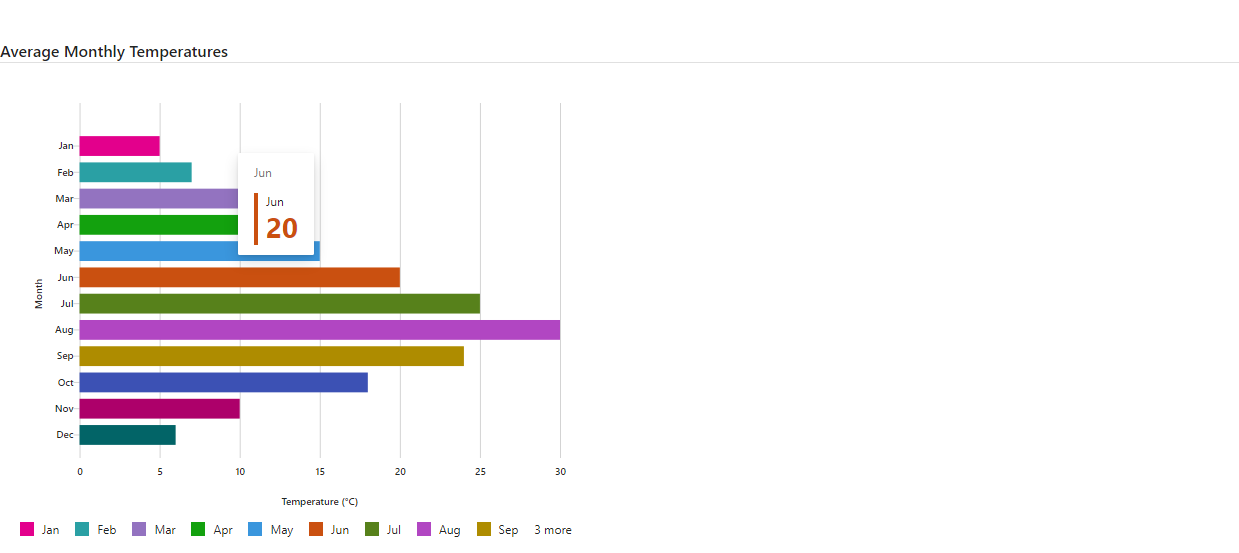 Average Monthly Temperatures
Jan
Feb
Mar
Apr
May
Jun
Jul
Aug
Sep
Oct
Nov
Dec
Month
Jun
Jun
20
0 5 10 15 20 25 30
Temperature (°C)
Jan Feb Mar Apr May Jun Jul Aug Sep 3 more